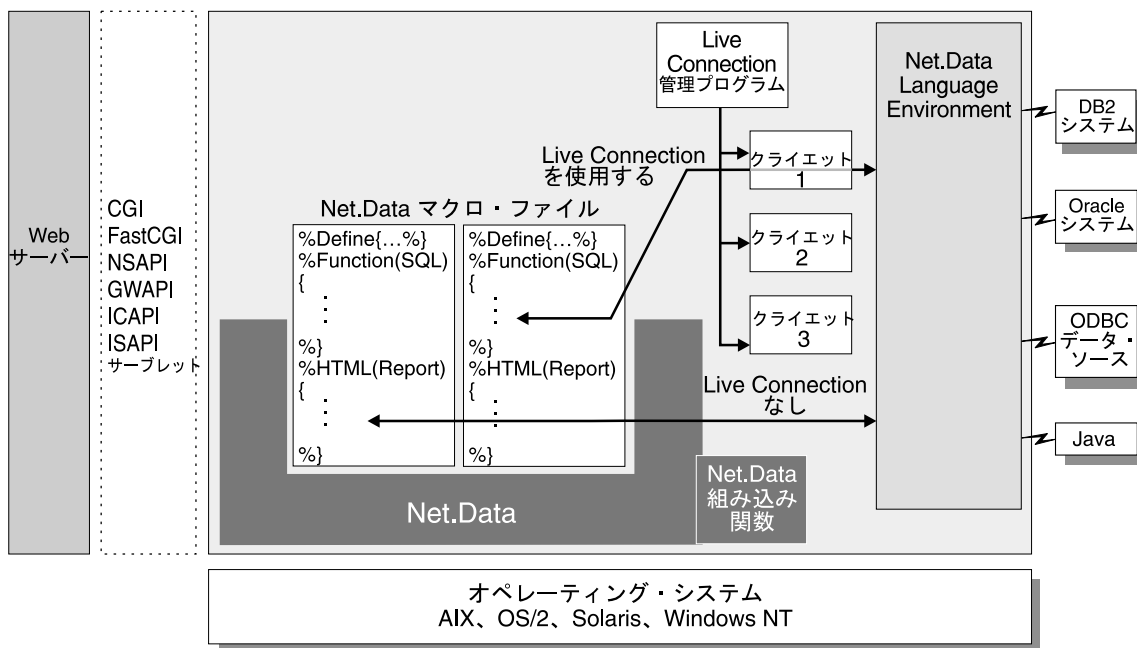 Web
サーバー
CGI
FastCGI
NSAPI
GWAPI
ICAPI
ISAPI
サーブレット
Live
Connection
管理プログラム
Net.Data
Language
Environment
DB2
システム
Oracle
システム
ODBC
データ・
ソース
Java
クライエット
1
クライエット
2
クライエット
3
Live Connection
を使用する
Net.Data マクロ・ファイル
%Define{...%}
%Function(SQL)
{
⋮
%}
%HTML(Report)
{
⋮
%}
%Define{...%}
%Function(SQL)
{
⋮
%}
%HTML(Report)
{
⋮
%}
Live Connection
なし
Net.Data
Net.Data
組み込み
関数
オペレーティング・システム
AIX、OS/2、Solaris、Windows NT